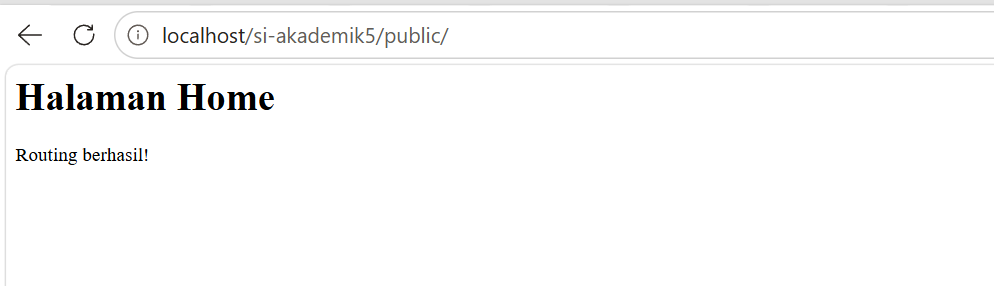 localhost/si-akademik5/public/
Halaman Home
Routing berhasil!